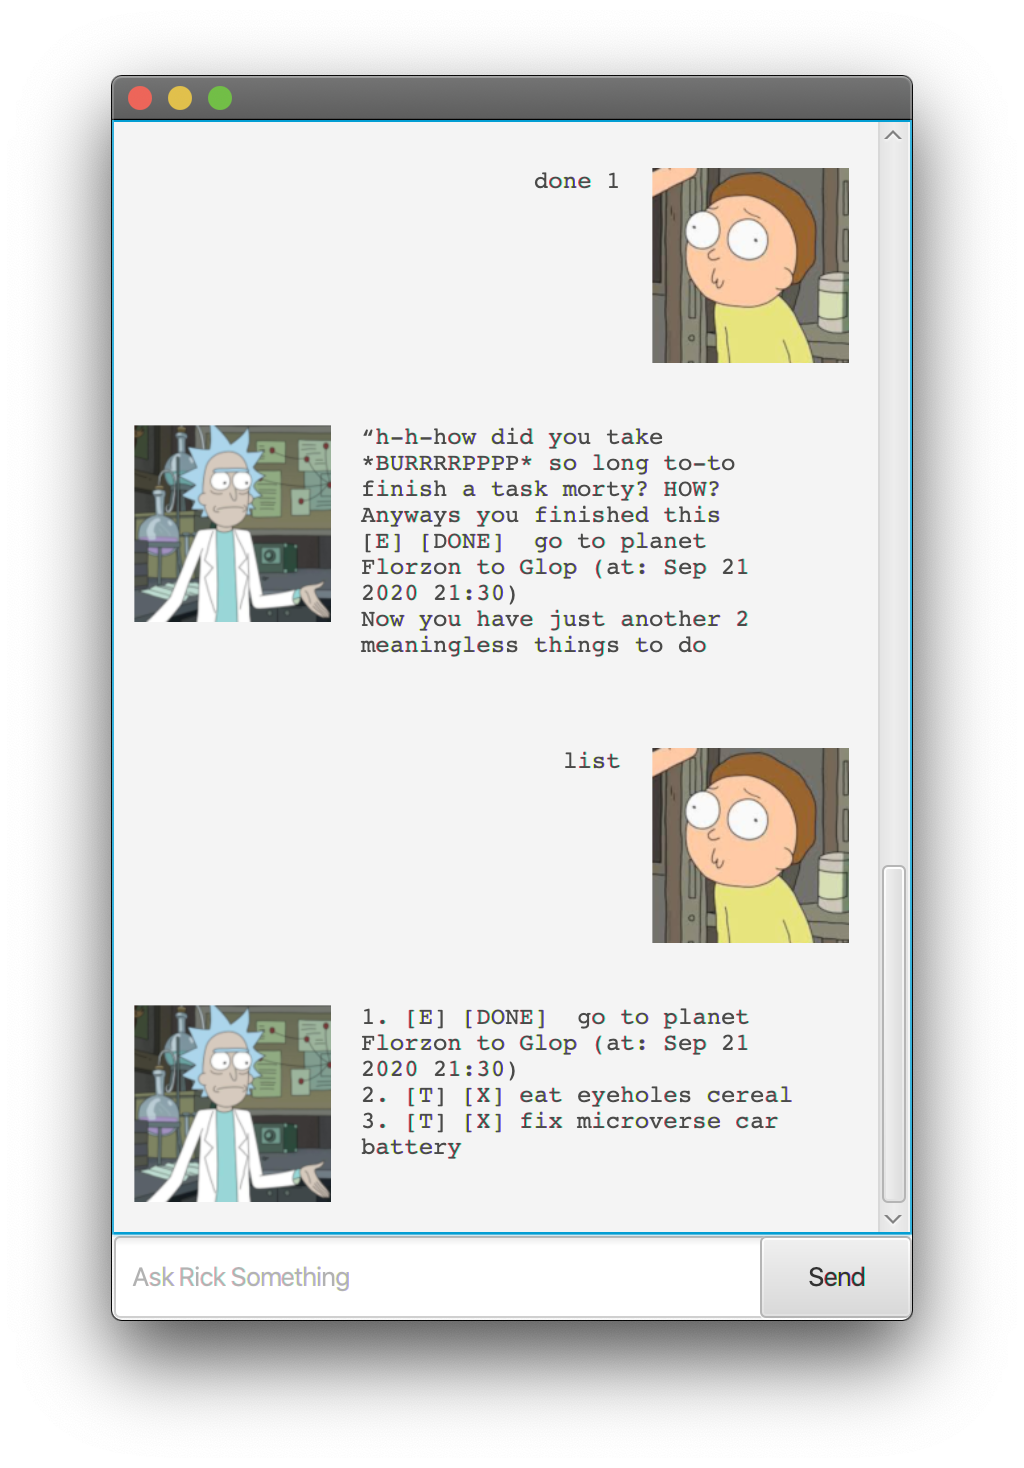 done 1
“h-h-how did you take
*BURRRRPPPP* so long to-to
finish a task morty? HOW?
Anyways you finished this
[E] [DONE]  go to planet
Florzon to Glop (at: Sep 21
2020 21:30)
Now you have just another 2
meaningless things to do
list
1. [E] [DONE]  go to planet
Florzon to Glop (at: Sep 21
2020 21:30)
2. [T] [X] eat eyeholes cereal
3. [T] [X] fix microverse car
battery
Ask Rick Something
Send